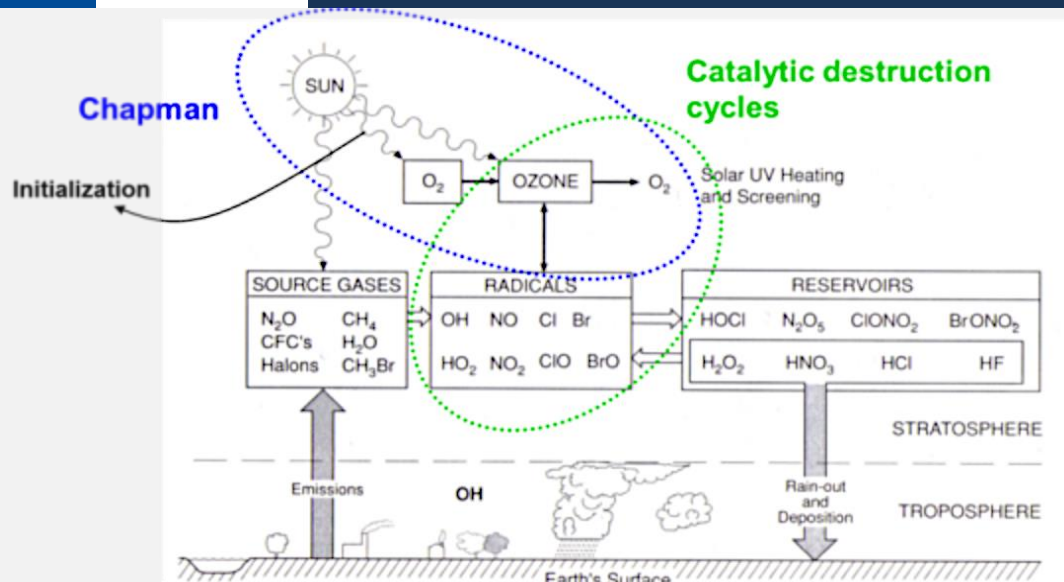 SUN
Catalytic destruction
cycles
Chapman
Initialization
O₂
OZONE
O₂
Solar UV Heating
and Screening
SOURCE GASES
N₂O CH₄
CFC's H₂O
Halons CH₃Br
RADICALS
OH NO Cl Br
HO₂ NO₂ ClO BrO
RESERVOIRS
HOCl N₂O₅ ClONO₂ BrONO₂
H₂O₂ HNO₃ HCl HF
STRATOSPHERE
Emissions
OH
Rain-out
and
Deposition
TROPOSPHERE
Earth's Surface